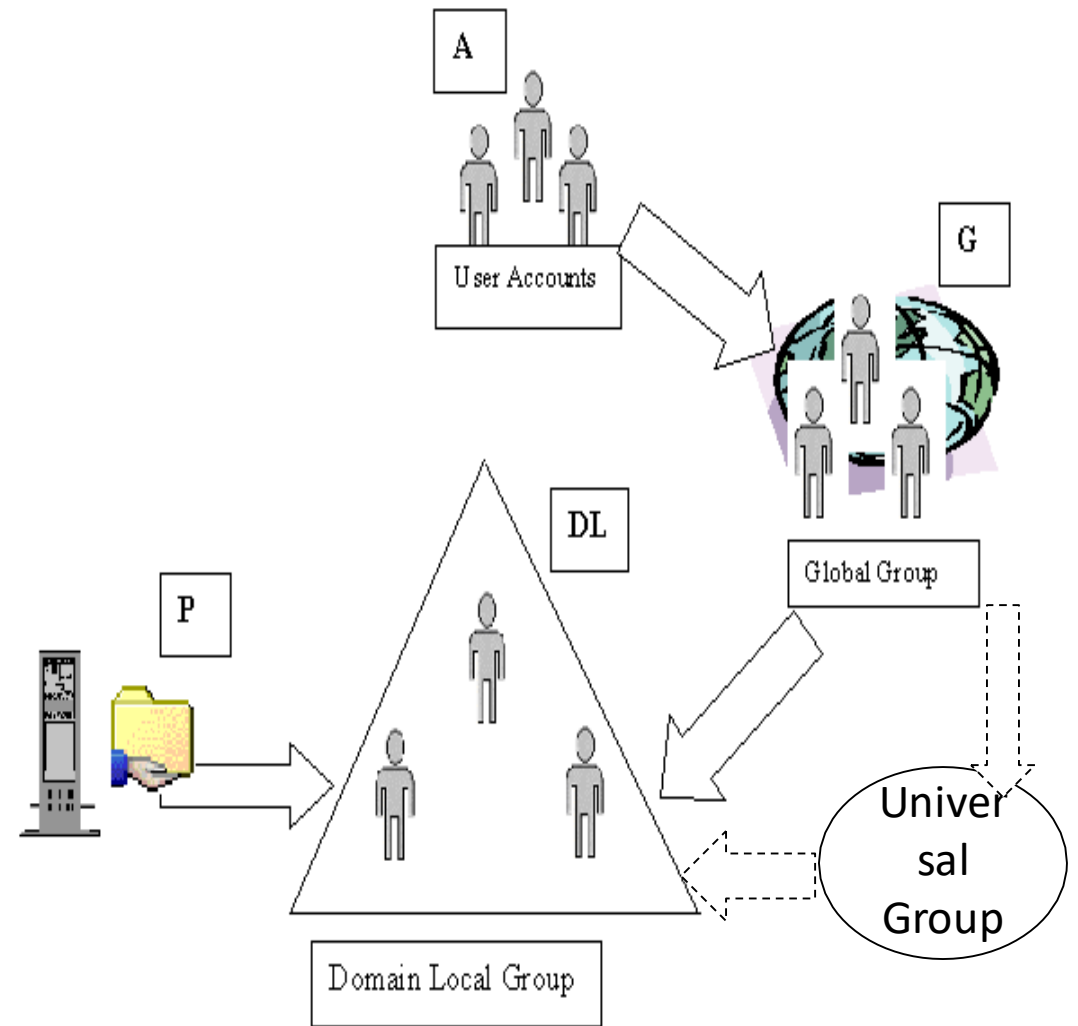 A
User Accounts
G
Global Group
DL
P
Univer
sal
Group
Domain Local Group